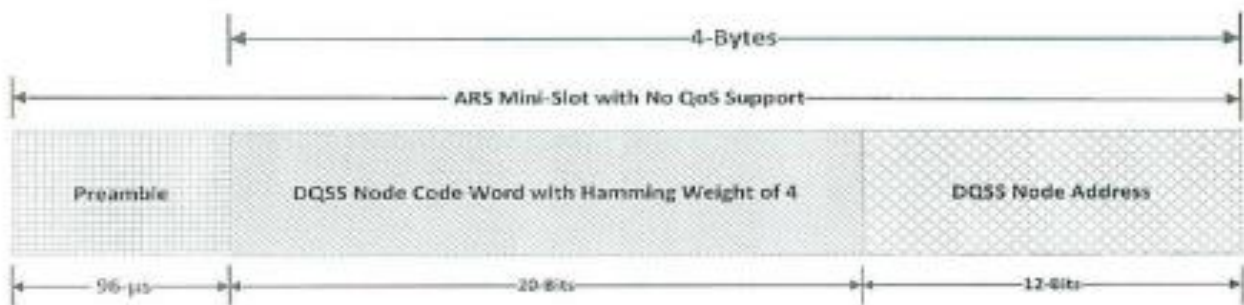 4-Bytes
ARS Mini-Slot with No QoS Support
Preamble DQSS Node Code Word with Hamming Weight of 4 DQSS Node Address
96 µs 20-Bits 12-Bits